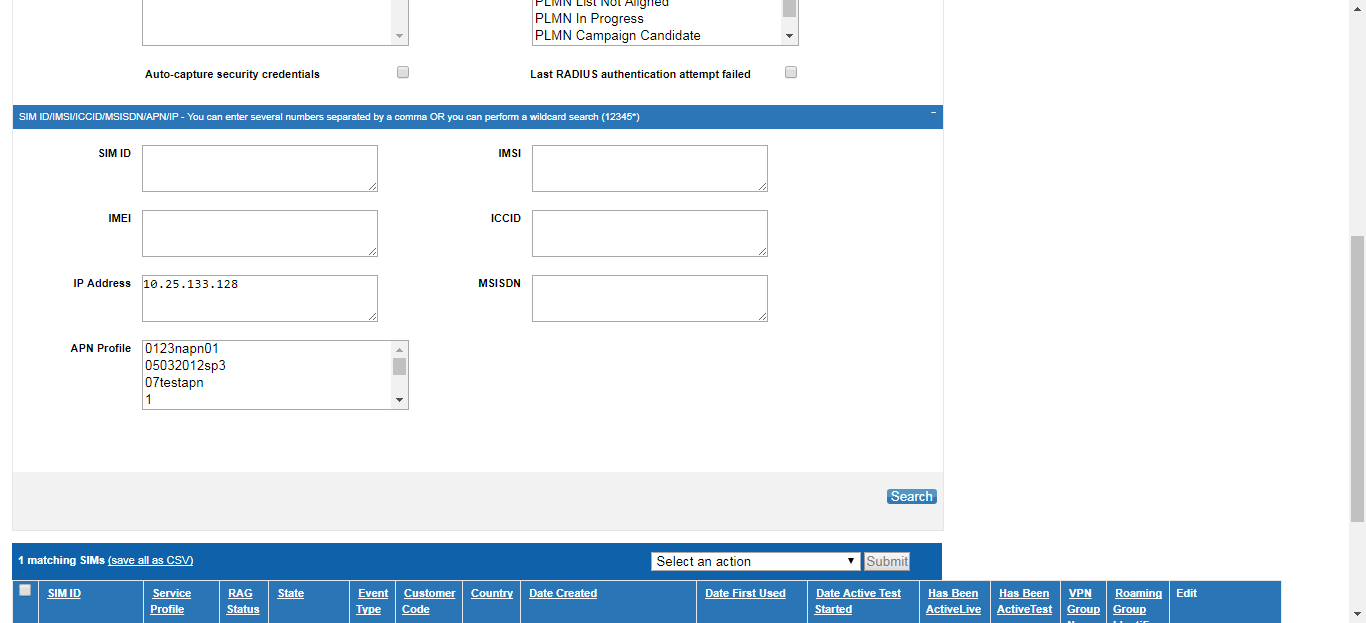 PLMN List Not Aligned
PLMN In Progress
PLMN Campaign Candidate
Auto-capture security credentials
Last RADIUS authentication attempt failed
SIM ID/IMSI/ICCID/MSISDN/APN/IP - You can enter several numbers separated by a comma OR you can perform a wildcard search (12345*)
SIM ID
IMSI
IMEI
ICCID
IP Address
10.25.133.128
MSISDN
APN Profile
0123napn01
05032012sp3
07testapn
1
Search
1 matching SIMs (save all as CSV)
Select an action
Submit
SIM ID
Service
Profile
RAG
Status
State
Event
Type
Customer
Code
Country
Date Created
Date First Used
Date Active Test
Started
Has Been
ActiveLive
Has Been
ActiveTest
VPN
Group
Roaming
Group
Edit